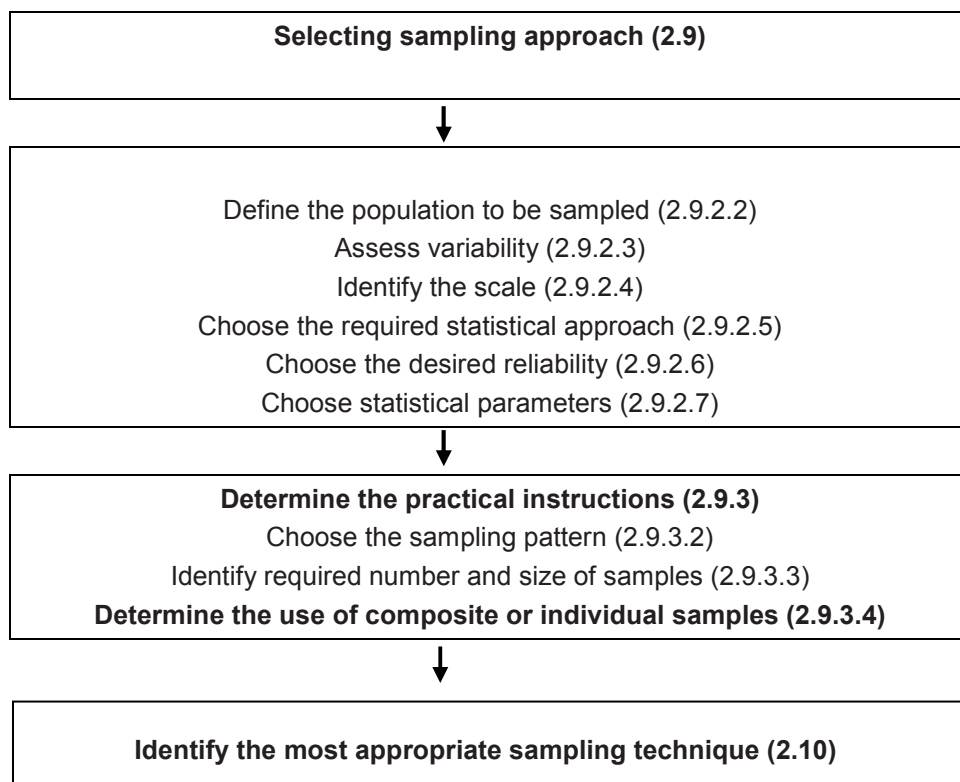 Selecting sampling approach (2.9)
Define the population to be sampled (2.9.2.2)
Assess variability (2.9.2.3)
Identify the scale (2.9.2.4)
Choose the required statistical approach (2.9.2.5)
Choose the desired reliability (2.9.2.6)
Choose statistical parameters (2.9.2.7)
Determine the practical instructions (2.9.3)
Choose the sampling pattern (2.9.3.2)
Identify required number and size of samples (2.9.3.3)
Determine the use of composite or individual samples (2.9.3.4)
Identify the most appropriate sampling technique (2.10)